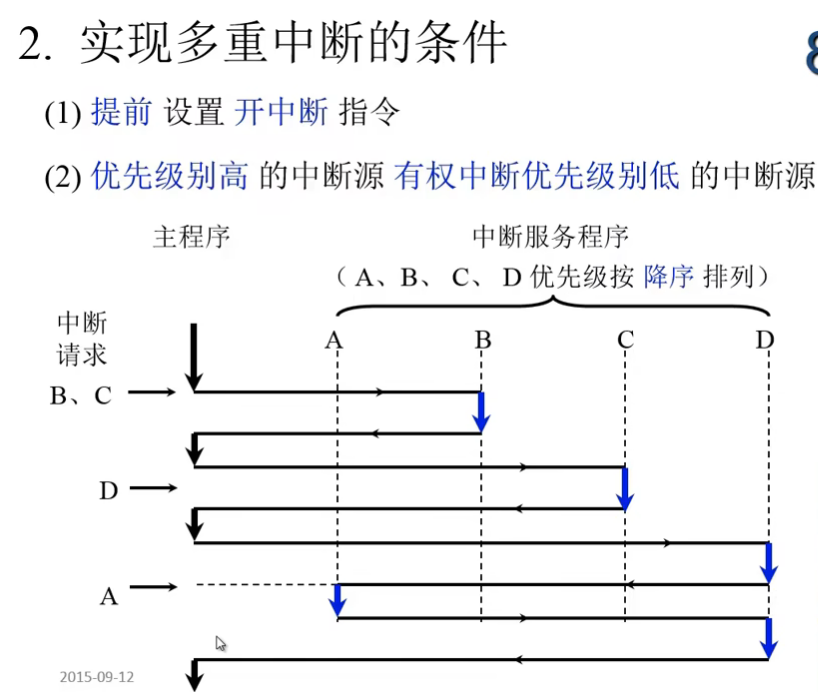 2. 实现多重中断的条件
(1) 提前 设置 开中断 指令
(2) 优先级别高 的中断源 有权中断优先级别低 的中断源
主程序 中断服务程序
（ A、B、 C、 D 优先级按 降序 排列）
中断
请求
A B C D
B、C
D
A
2015-09-12